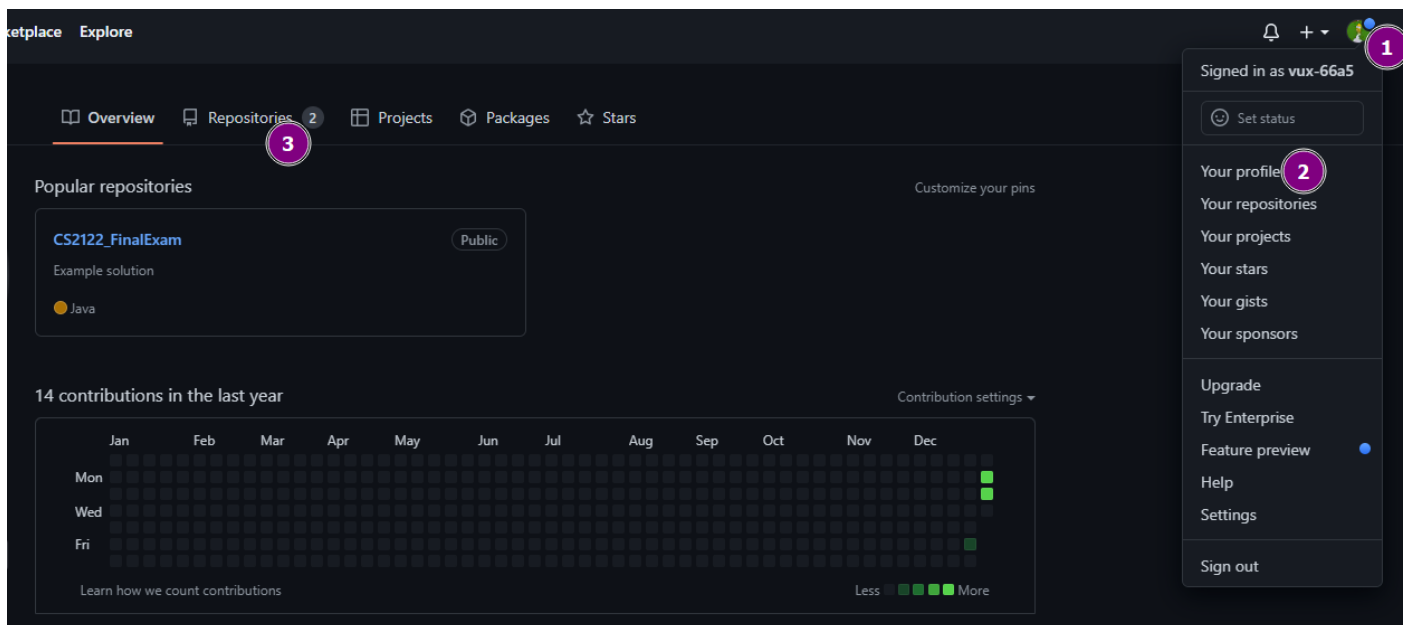 Explore
1
Signed in as vux-66a5
Overview Repositories 2 Projects Packages Stars
3
Set status
Popular repositories
Customize your pins
CS2122_FinalExam
Public
Example solution
Java
Your profile 2
Your repositories
Your projects
Your stars
Your gists
Your sponsors
14 contributions in the last year
Contribution settings
Jan Feb Mar Apr May Jun Jul Aug Sep Oct Nov Dec
Mon
Wed
Fri
Learn how we count contributions
Less More
Upgrade
Try Enterprise
Feature preview
Help
Settings
Sign out